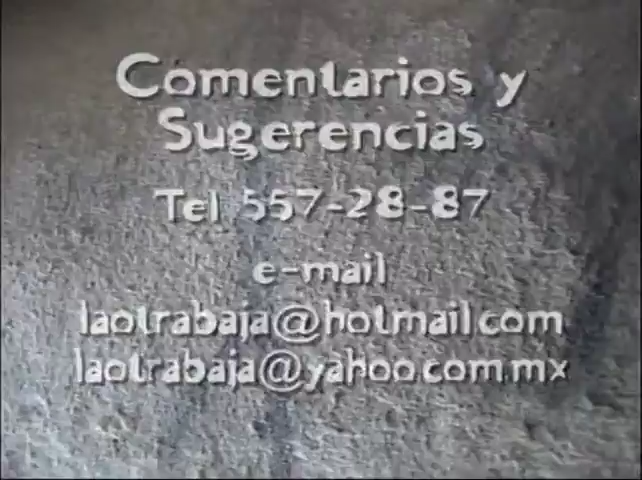 Comentarios y
Sugerencias
Tel 557-28-87
e-mail
laotrabaja@hotmail.com
laotrabaja@yahoo.com.mx